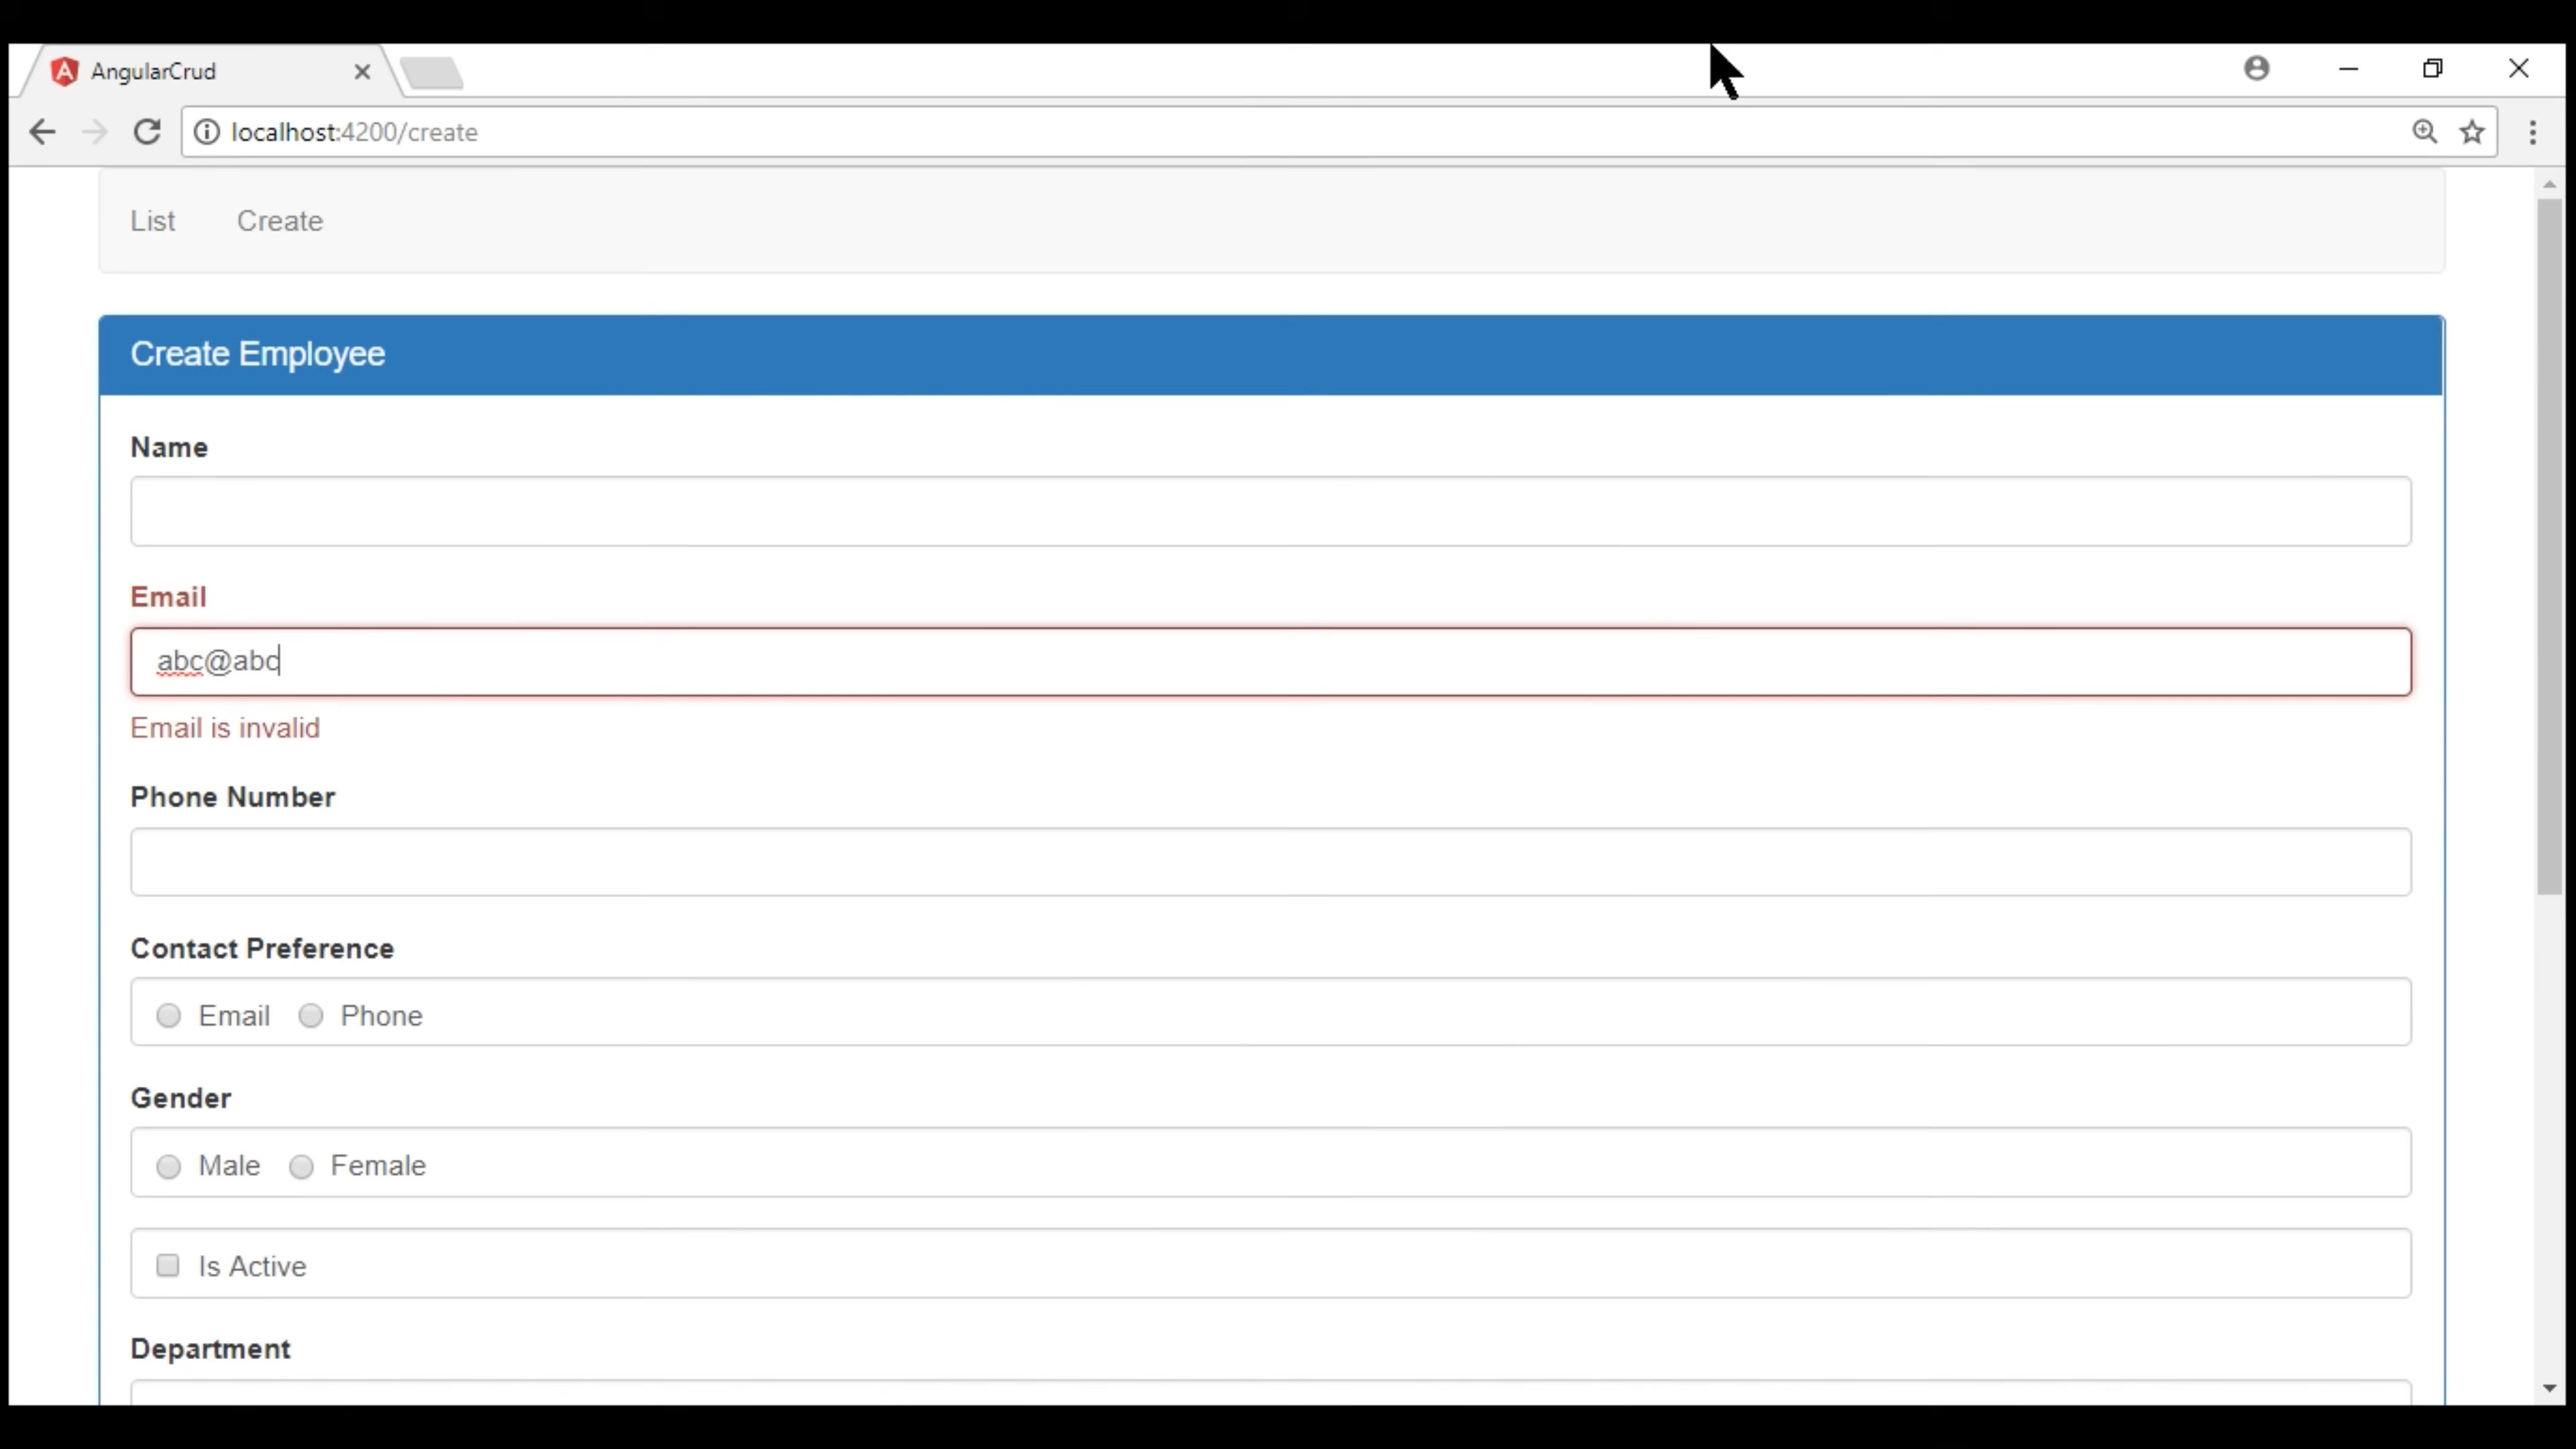 AngularCrud
localhost:4200/create
List Create
Create Employee
Name
Email
abc@abc
Email is invalid
Phone Number
Contact Preference
Email Phone
Gender
Male Female
Is Active
Department